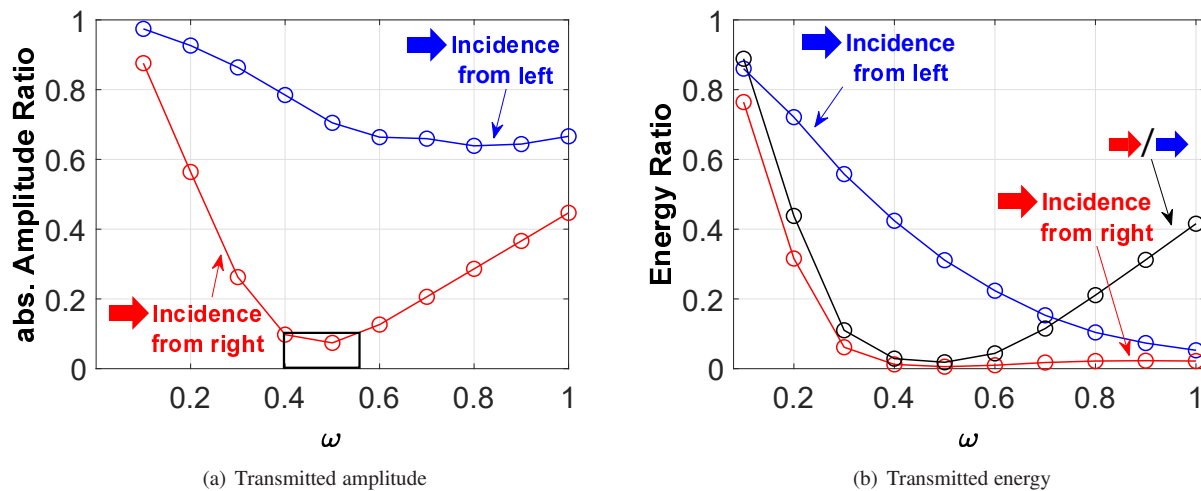 abs. Amplitude Ratio
1
0.8
0.6
0.4
0.2
0
0.2
0.4
0.6
0.8
1
ω
Incidence
from left
Incidence
from right
(a) Transmitted amplitude
Energy Ratio
1
0.8
0.6
0.4
0.2
0
0.2
0.4
0.6
0.8
1
ω
Incidence
from left
/
Incidence
from right
(b) Transmitted energy